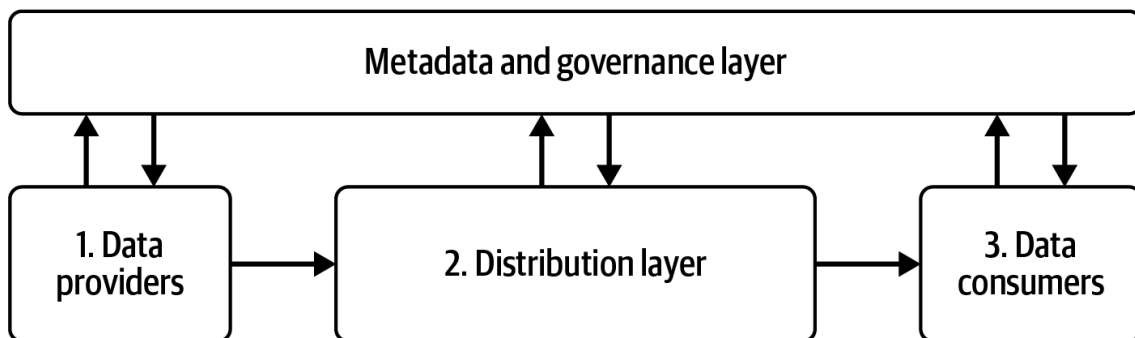 Metadata and governance layer
1. Data
providers
2. Distribution layer
3. Data
consumers